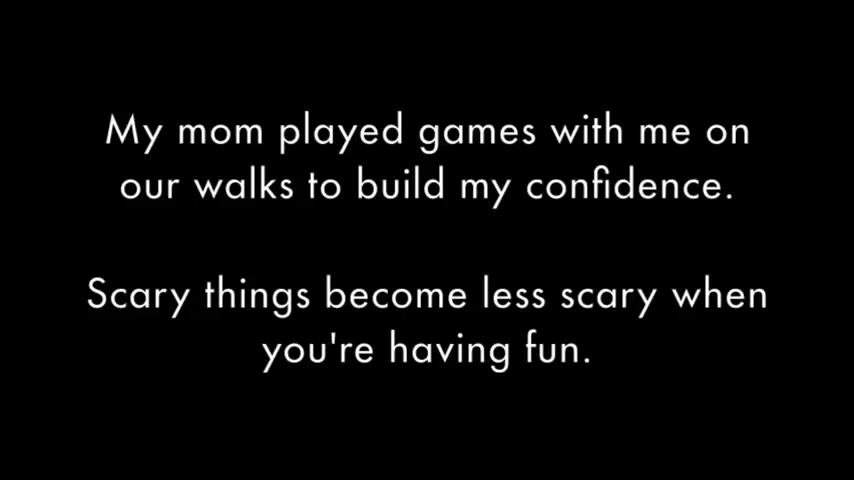 My mom played games with me on
our walks to build my confidence.
Scary things become less scary when
you're having fun.